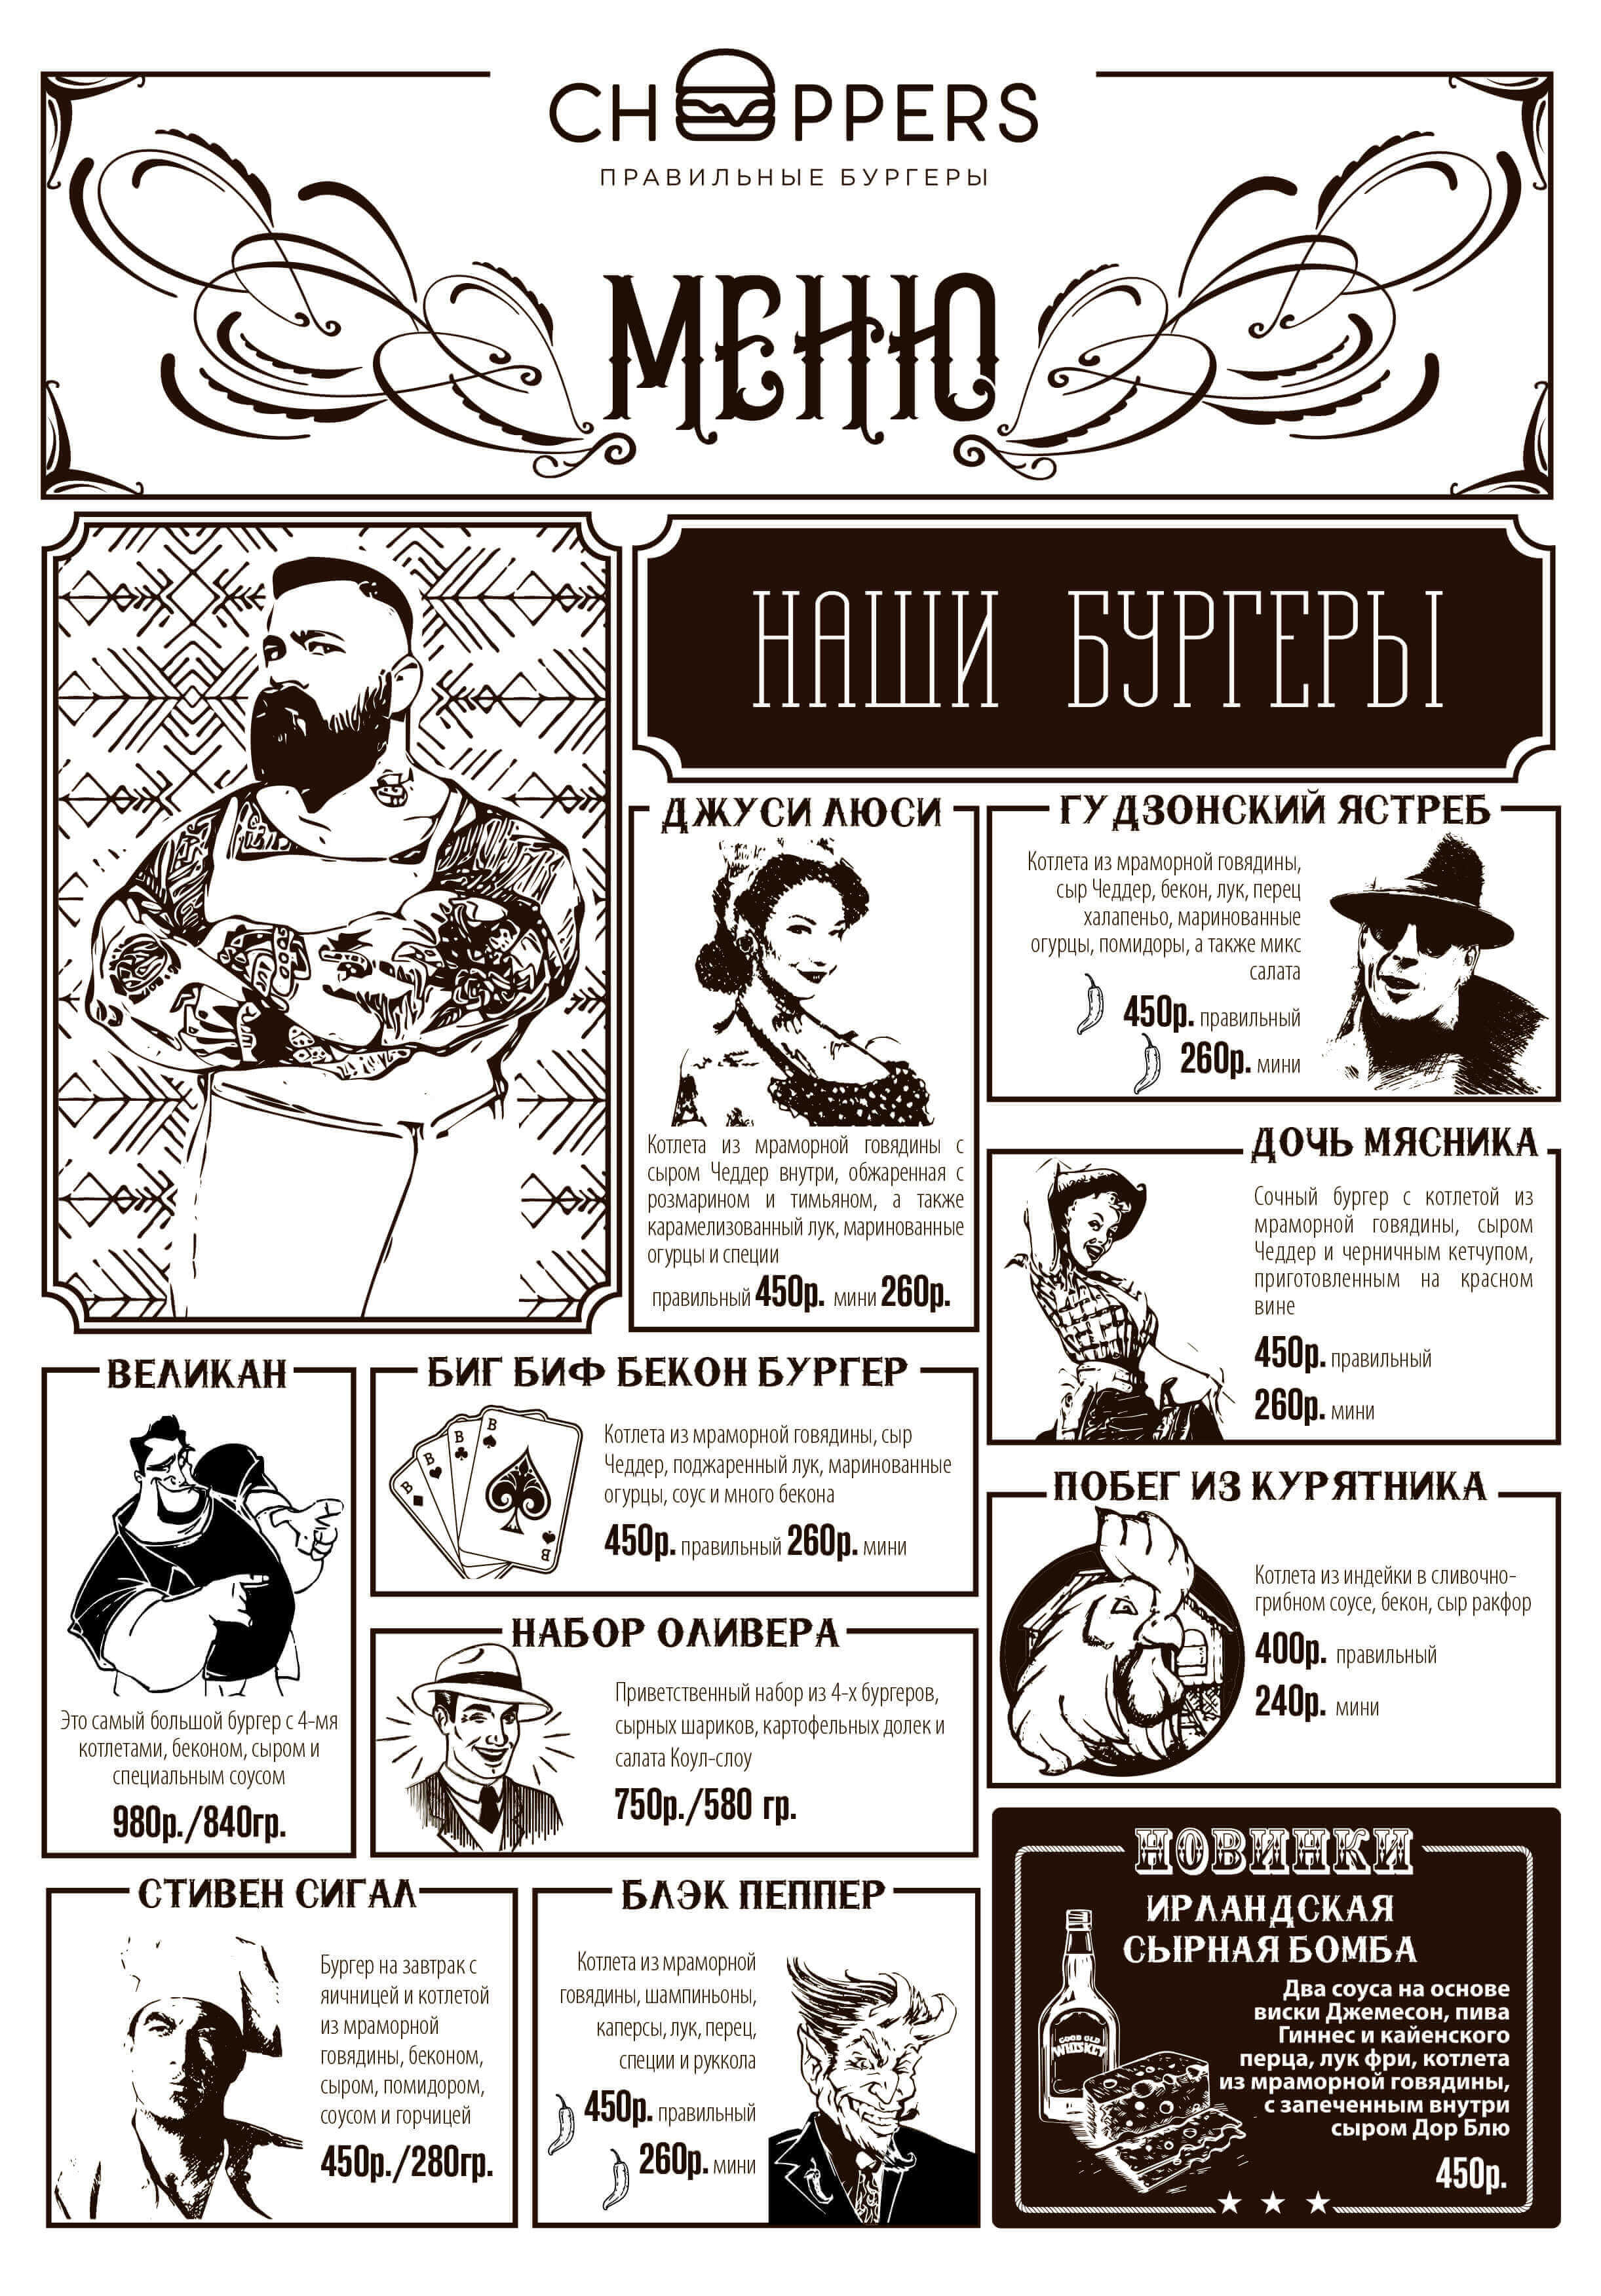 CHOPPERS
ПРАВИЛЬНЫЕ БУРГЕРЫ
МЕНЮ
НАШИ БУРГЕРЫ
ДЖУСИ ЛЮСИ
Котлета из мраморной говядины с
сыром Чеддер внутри, обжаренная с
розмарином и тимьяном, а также
карамелизованный лук, маринованные
огурцы и специи
правильный 450р. мини 260р.
ГУДЗОНСКИЙ ЯСТРЕБ
Котлета из мраморной говядины,
сыр Чеддер, бекон, лук, перец
халапеньо, маринованные
огурцы, помидоры, а также микс
салата
450р. правильный
260р. мини
ДОЧЬ МЯСНИКА
Сочный бургер с котлетой из
мраморной говядины, сыром
Чеддер и черничным кетчупом,
приготовленным на красном
вине
450р. правильный
260р. мини
ВЕЛИКАН
Это самый большой бургер с 4-мя
котлетами, беконом, сыром и
специальным соусом
980р./840гр.
БИГ БИФ БЕКОН БУРГЕР
B
B
B
B
B
Котлета из мраморной говядины, сыр
Чеддер, поджаренный лук, маринованные
огурцы, соус и много бекона
450р. правильный 260р. мини
НАБОР ОЛИВЕРА
Приветственный набор из 4-х бургеров,
сырных шариков, картофельных долек и
салата Коул-слоу
750р./580 гр.
ПОБЕГ ИЗ КУРЯТНИКА
Котлета из индейки в сливочно-
грибном соусе, бекон, сыр ракфор
400р. правильный
240р. мини
СТИВЕН СИГАЛ
Бургер на завтрак с
яичницей и котлетой
из мраморной
говядины, беконом,
сыром, помидором,
соусом и горчицей
450р./280гр.
БЛЭК ПЕППЕР
Котлета из мраморной
говядины, шампиньоны,
каперсы, лук, перец,
специи и руккола
450р. правильный
260р. мини
НОВИНКИ
ИРЛАНДСКАЯ
СЫРНАЯ БОМБА
GOOD OLD
WHISKEY
Два соуса на основе
виски Джемесон, пива
Гиннес и кайенского
перца, лук фри, котлета
из мраморной говядины,
с запеченным внутри
сыром Дор Блю
450р.